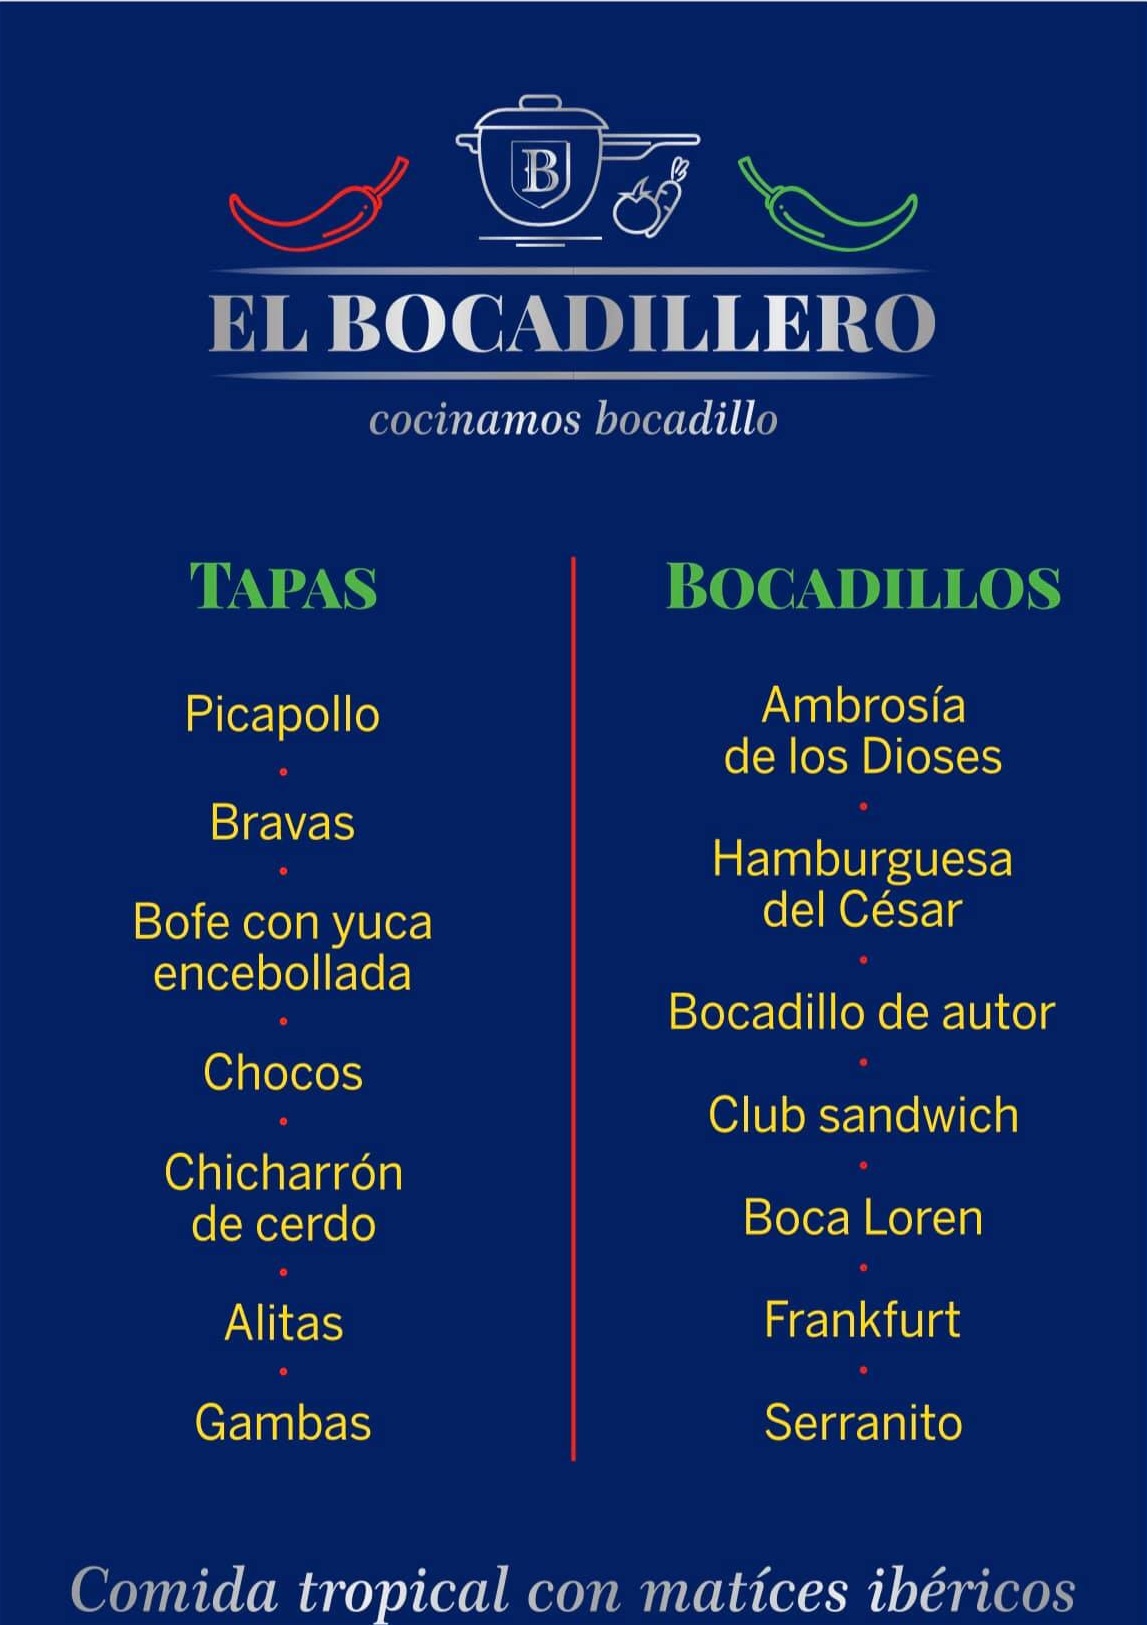 B
EL BOCADILLERO
cocinamos bocadillo
TAPAS
Picapollo
Bravas
Bofe con yuca
encebollada
Chocos
Chicharrón
de cerdo
Alitas
Gambas
BOCADILLOS
Ambrosía
de los Dioses
Hamburguesa
del César
Bocadillo de autor
Club sandwich
Boca Loren
Frankfurt
Serranito
Comida tropical con matíces ibéricos